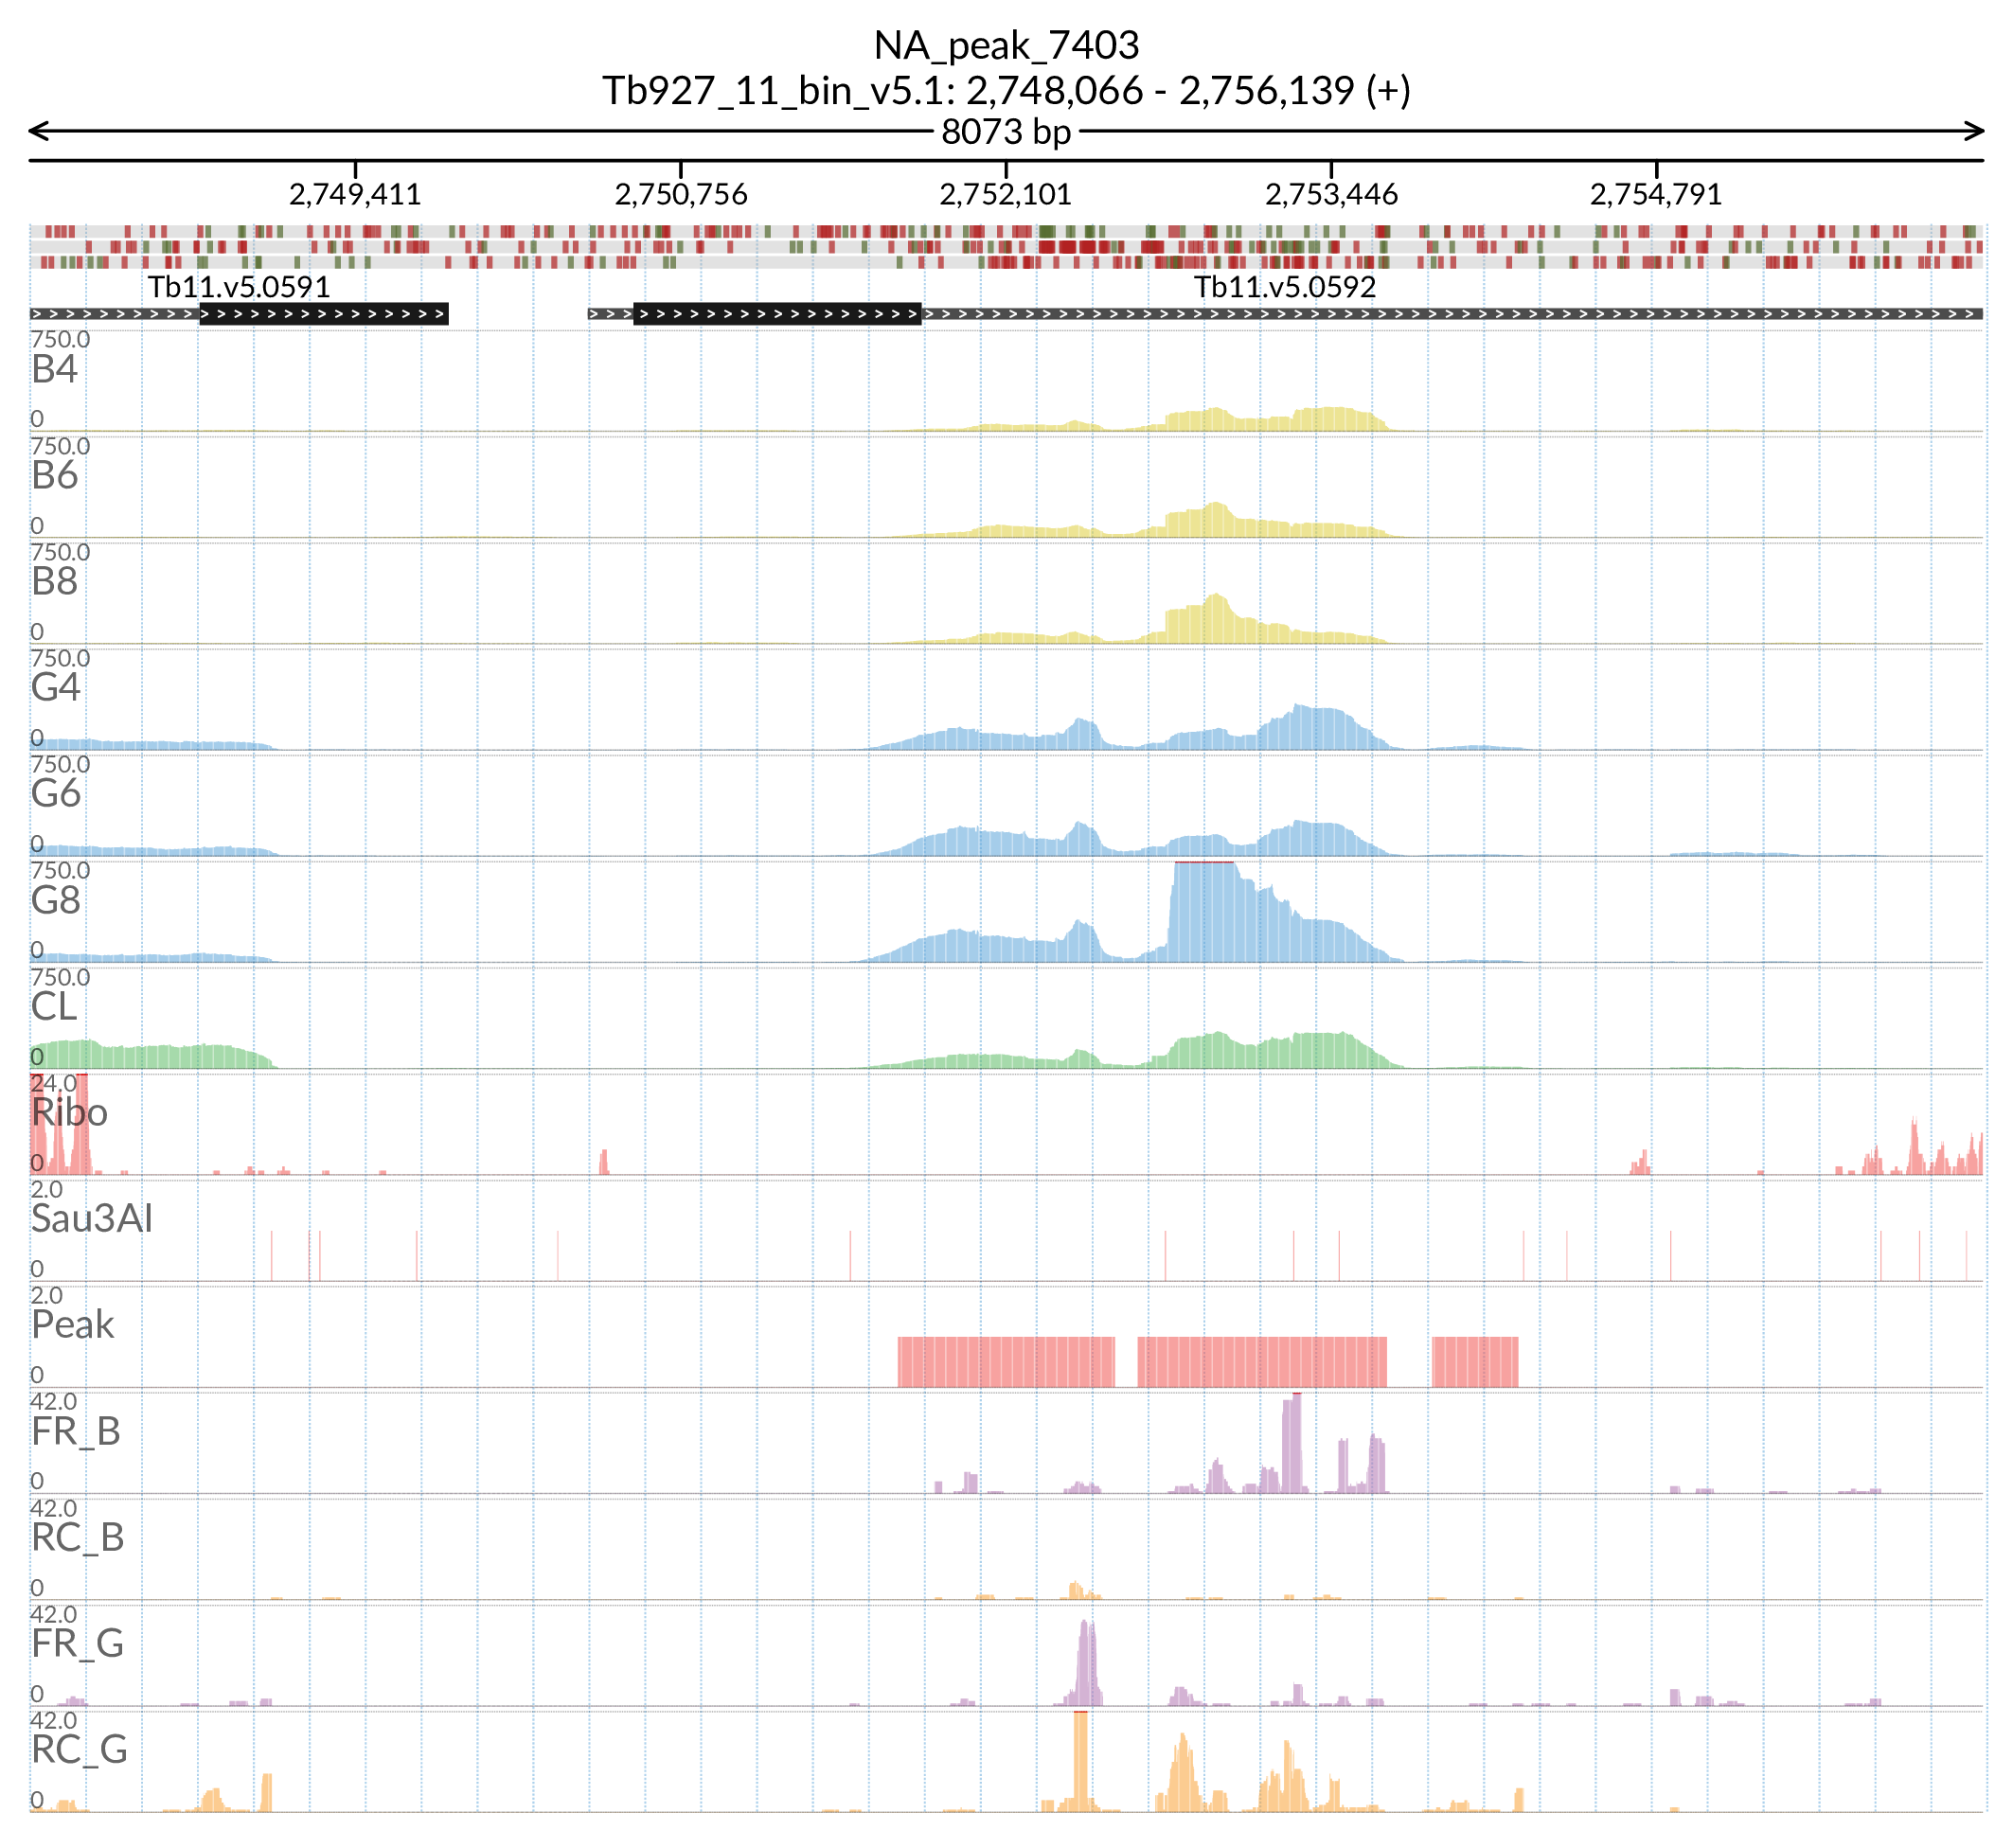 NA_peak_7403
Tb927_11_bin_v5.1: 2,748,066 - 2,756,139 (+)
8073 bp
2,749,411 2,750,756 2,752,101 2,753,446 2,754,791
Tb11.v5.0591 Tb11.v5.0592
750.0
B4
0
750.0
B6
0
750.0
B8
0
750.0
G4
0
750.0
G6
0
750.0
G8
0
750.0
CL
0
24.0
Ribo
0
2.0
Sau3AI
0
2.0
Peak
0
42.0
FR_B
0
42.0
RC_B
0
42.0
FR_G
0
42.0
RC_G
0